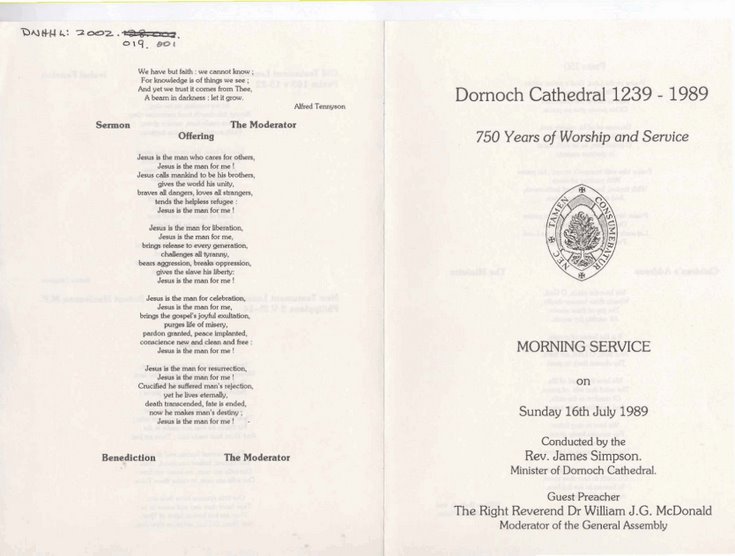 DNHHL: 2002.
019. 001
We have but faith : we cannot know ;
For knowledge is of things we see ;
And yet we trust it comes from Thee,
A beam in darkness : let it grow.
Alfred Tennyson
Sermon The Moderator
Offering
Jesus is the man who cares for others,
Jesus is the man for me !
Jesus calls mankind to be his brothers,
gives the world his unity,
braves all dangers, loves all strangers,
tends the helpless refugee :
Jesus is the man for me !
Jesus is the man for liberation,
Jesus is the man for me,
brings release to every generation,
challenges all tyranny,
bears aggression, breaks oppression,
gives the slave his liberty:
Jesus is the man for me !
Jesus is the man for celebration,
Jesus is the man for me,
brings the gospel's joyful exultation,
purges life of misery,
pardon granted, peace implanted,
conscience new and clean and free :
Jesus is the man for me !
Jesus is the man for resurrection,
Jesus is the man for me !
Crucified he suffered man's rejection,
yet he lives eternally,
death transcended, fate is ended,
now he makes man's destiny ;
Jesus is the man for me !
Benediction The Moderator
Dornoch Cathedral 1239 - 1989
750 Years of Worship and Service
NEC TAMEN CONSUMEBATUR
MORNING SERVICE
on
Sunday 16th July 1989
Conducted by the
Rev. James Simpson.
Minister of Dornoch Cathedral.
Guest Preacher
The Right Reverend Dr William J.G. McDonald
Moderator of the General Assembly